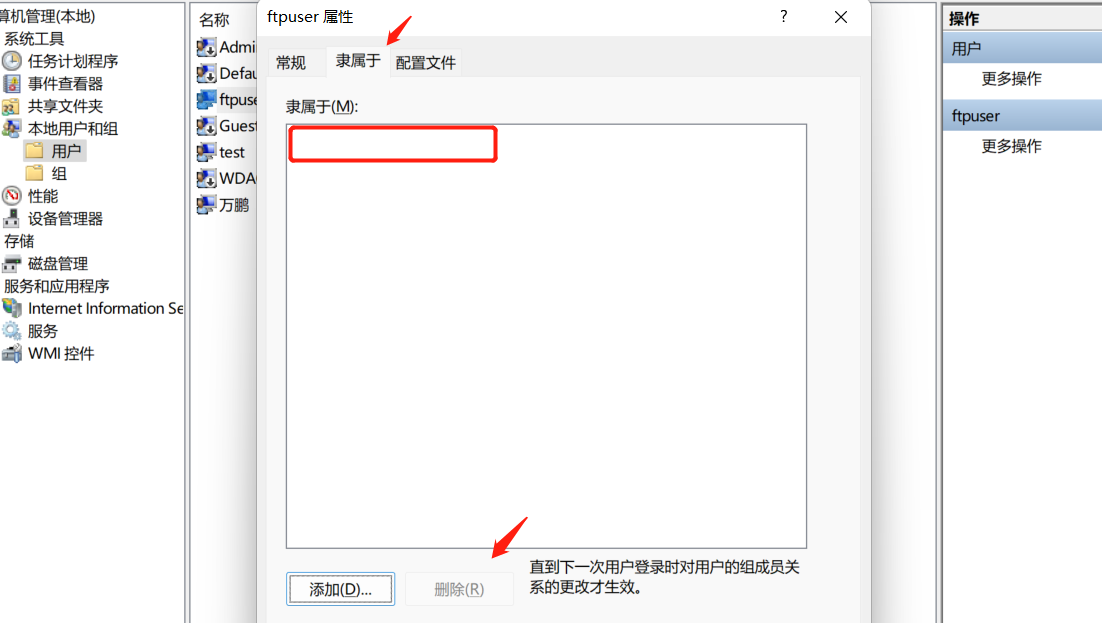 算机管理(本地)
系统工具
任务计划程序
事件查看器
共享文件夹
本地用户和组
用户
组
性能
设备管理器
存储
磁盘管理
服务和应用程序
Internet Information Se
服务
WMI 控件
名称
Admi
Defau
ftpuse
Guest
test
WDA
万鹏
ftpuser 属性
?
常规
隶属于
配置文件
隶属于(M):
添加(D)...
删除(R)
直到下一次用户登录时对用户的组成员关
系的更改才生效。
操作
用户
更多操作
ftpuser
更多操作